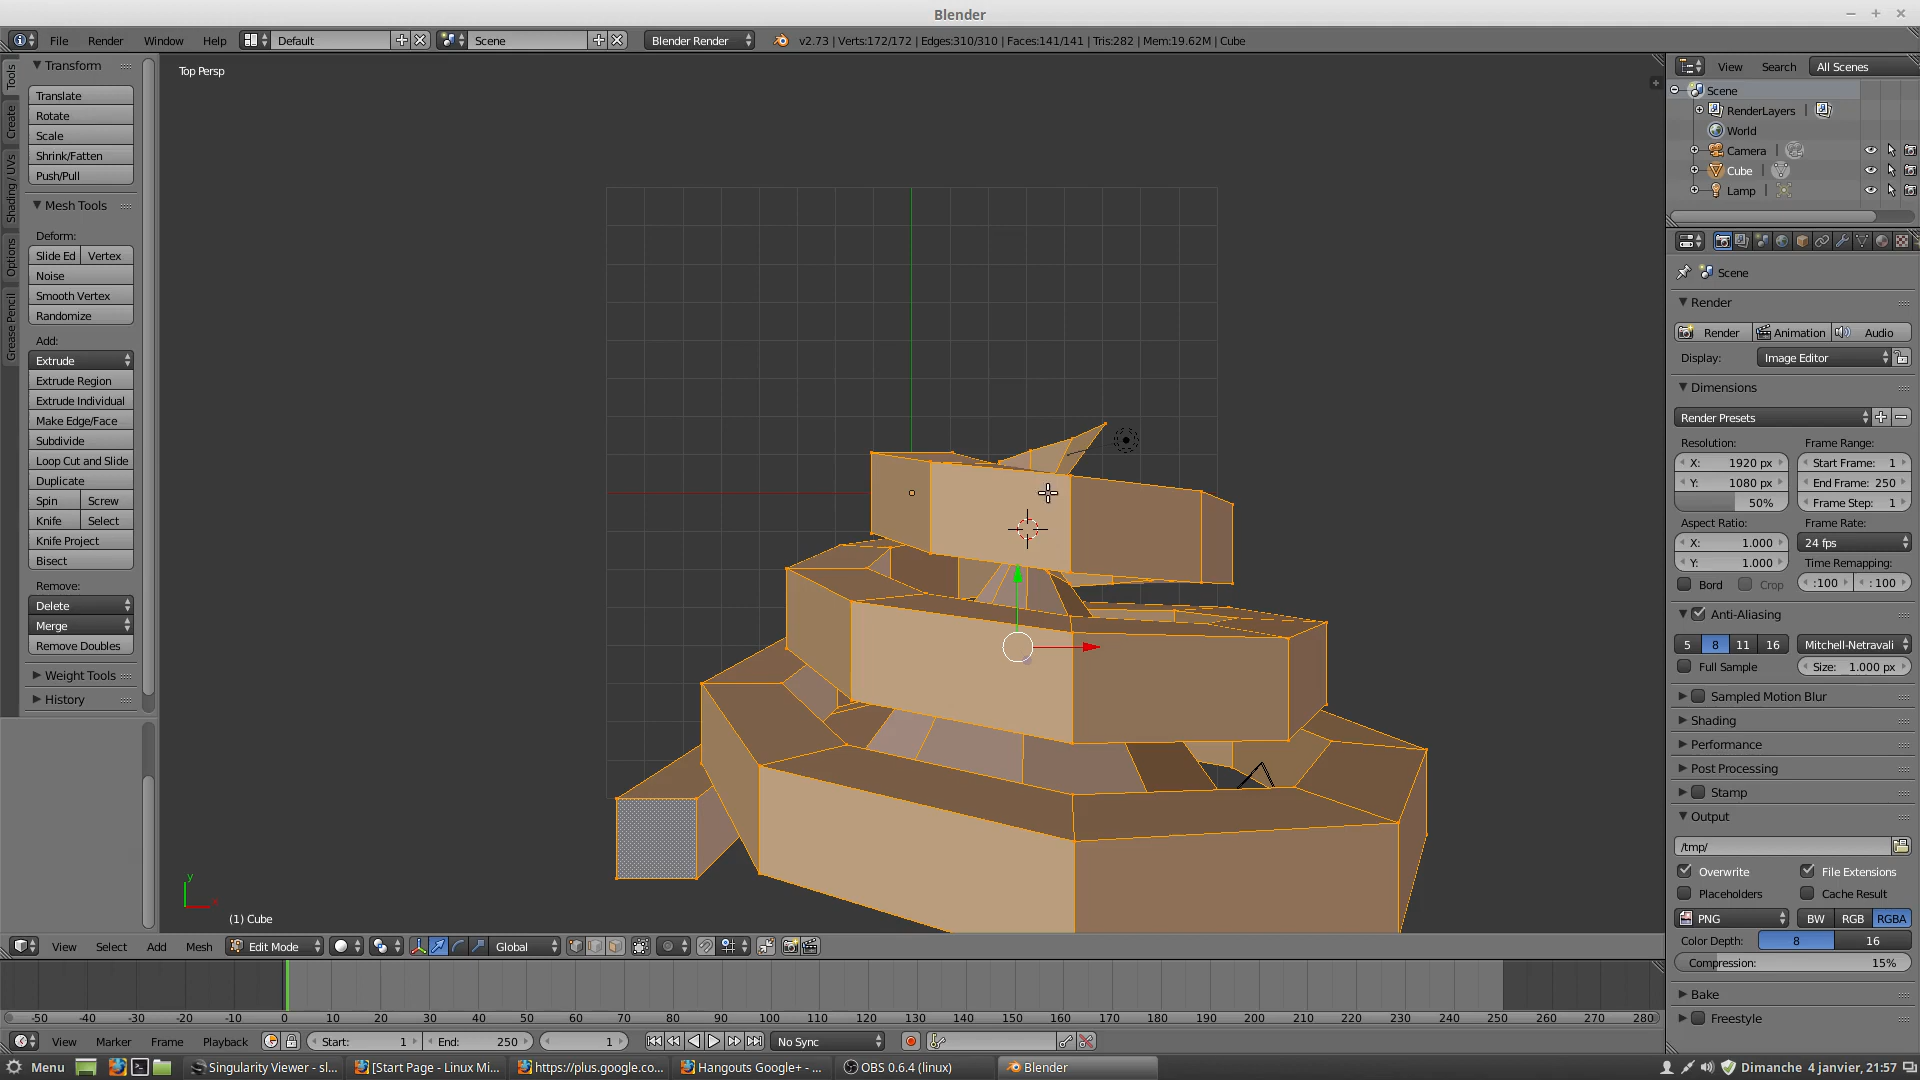 Blender
File Render Window Help Default Scene Blender Render v2.73 | Verts:172/172 | Edges:310/310 | Faces:141/141 | Tris:282 | Mem:19.62M | Cube
Tools
Create
Shading / UVs
Options
Grease Pencil
Transform
Translate
Rotate
Scale
Shrink/Fatten
Push/Pull
Mesh Tools
Deform:
Slide Ed Vertex
Noise
Smooth Vertex
Randomize
Add:
Extrude
Extrude Region
Extrude Individual
Make Edge/Face
Subdivide
Loop Cut and Slide
Duplicate
Spin Screw
Knife Select
Knife Project
Bisect
Remove:
Delete
Merge
Remove Doubles
Weight Tools
History
Top Persp
y
(1) Cube
View Search All Scenes
Scene
RenderLayers |
World
Camera |
Cube |
Lamp |
Scene
Render
Render Animation Audio
Display: Image Editor
Dimensions
Render Presets
Resolution: Frame Range:
X: 1920 px Start Frame: 1
Y: 1080 px End Frame: 250
50% Frame Step: 1
Aspect Ratio: Frame Rate:
X: 1.000 24 fps
Y: 1.000 Time Remapping:
Bord Crop :100 :100
Anti-Aliasing
5 8 11 16 Mitchell-Netravali
Full Sample Size: 1.000 px
Sampled Motion Blur
Shading
Performance
Post Processing
Stamp
Output
/tmp/
Overwrite File Extensions
Placeholders Cache Result
PNG BW RGB RGBA
Color Depth: 8 16
Compression: 15%
Bake
Freestyle
View Select Add Mesh Edit Mode Global
-50 -40 -30 -20 -10 0 10 20 30 40 50 60 70 80 90 100 110 120 130 140 150 160 170 180 190 200 210 220 230 240 250 260 270 280
View Marker Frame Playback Start: 1 End: 250 1 No Sync
Menu Singularity Viewer - sl... [Start Page - Linux Mi... https://plus.google.co... Hangouts Google+ - ... OBS 0.6.4 (linux) Blender Dimanche 4 janvier, 21:57